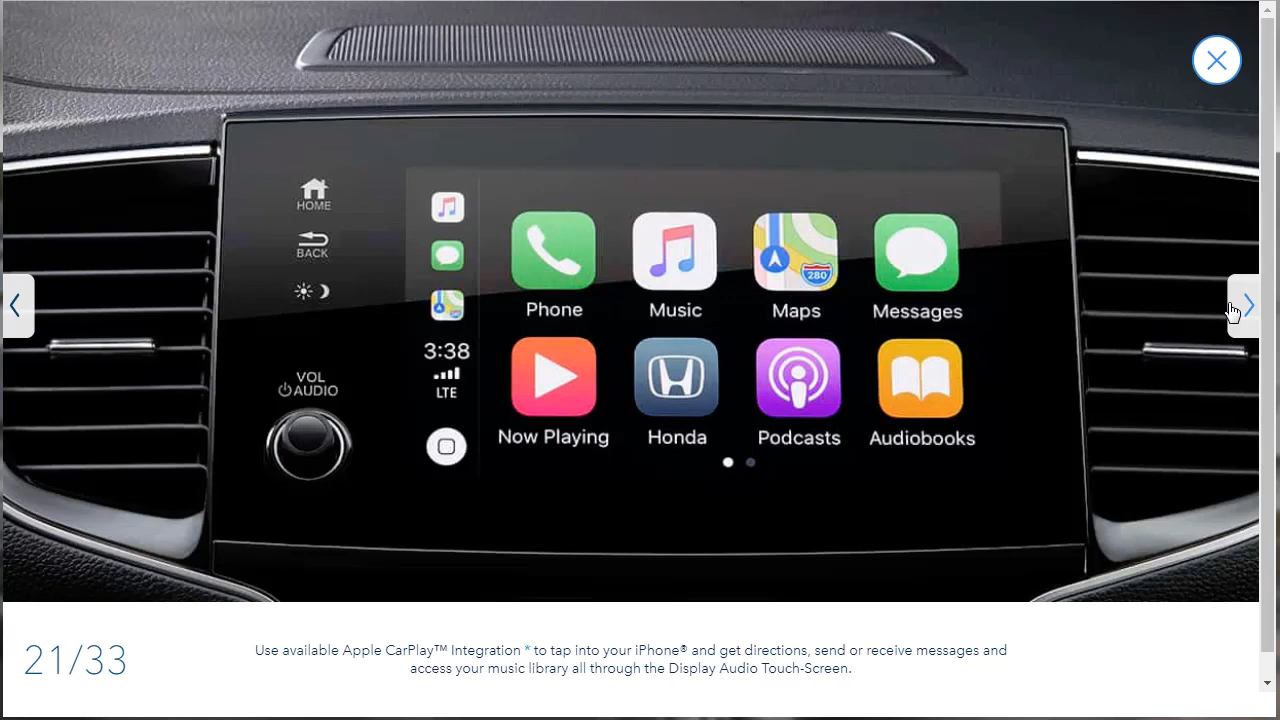 HOME
BACK
VOL
AUDIO
3:38
LTE
280
Phone
Music
Maps
Messages
Now Playing
Honda
Podcasts
Audiobooks
21/33
Use available Apple CarPlay™ Integration * to tap into your iPhone® and get directions, send or receive messages and
access your music library all through the Display Audio Touch-Screen.